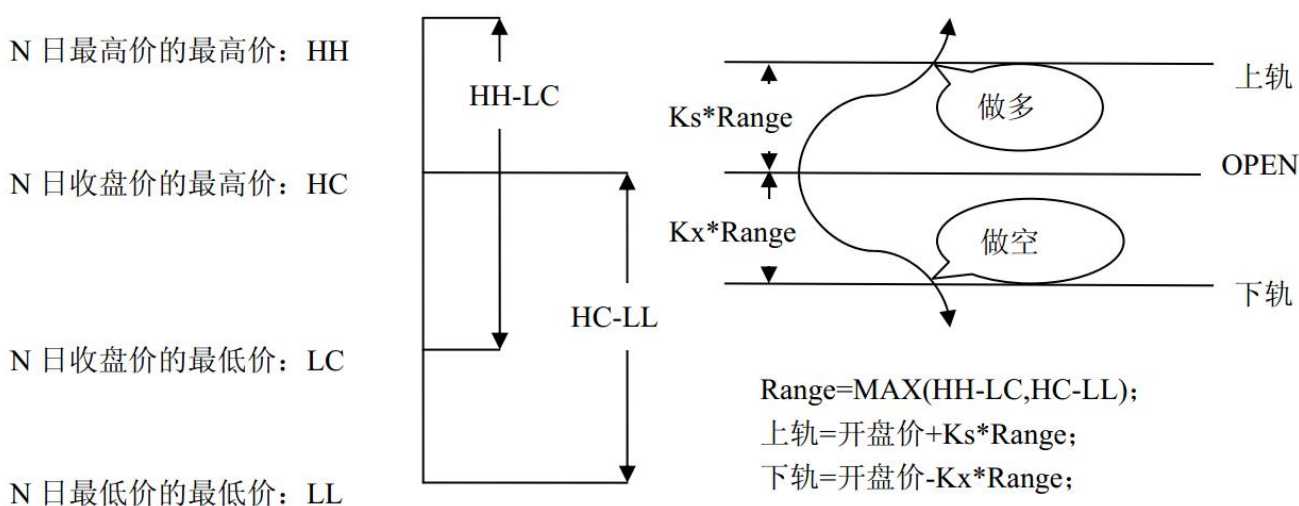 N 日最高价的最高价：HH
N 日收盘价的最高价：HC
N 日收盘价的最低价：LC
N 日最低价的最低价：LL
HH-LC
HC-LL
Ks*Range
Kx*Range
做多
做空
上轨
OPEN
下轨
Range=MAX(HH-LC,HC-LL)；
上轨=开盘价+Ks*Range；
下轨=开盘价-Kx*Range；